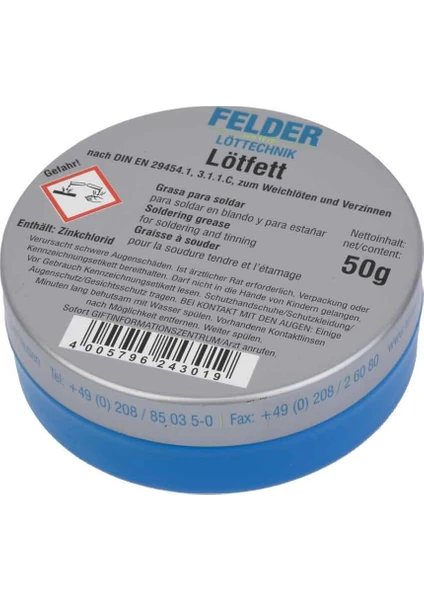 FELDER
LÖTTECHNIK
Lötfett
nach DIN EN 29454.1, 3.1.1.C, zum Weichlöten und Verzinnen
Gefahr!
Grasa para soldar
para soldar en blando y para estañar
Soldering grease
for soldering and tinning
Graisse à souder
pour la soudure tendre et l'étamage
Nettoinhalt:
net/content:
50g
Enthält: Zinkchlorid
Verursacht schwere Augenschäden. Ist ärztlicher Rat erforderlich, Verpackung oder
Kennzeichnungsetikett bereithalten. Darf nicht in die Hände von Kindern gelangen.
Vor Gebrauch Kennzeichnungsetikett lesen. Schutzhandschuhe/Schutzkleidung/
Augenschutz/Gesichtsschutz tragen. BEI KONTAKT MIT DEN AUGEN: Einige
Minuten lang behutsam mit Wasser spülen. Vorhandene Kontaktlinsen
nach Möglichkeit entfernen. Weiter spülen.
Sofort GIFTINFORMATIONSZENTRUM/Arzt anrufen.
4005796243019
Tel: +49 (0) 208 / 85 03 5-0 | Fax: +49 (0) 208 / 2 60 80